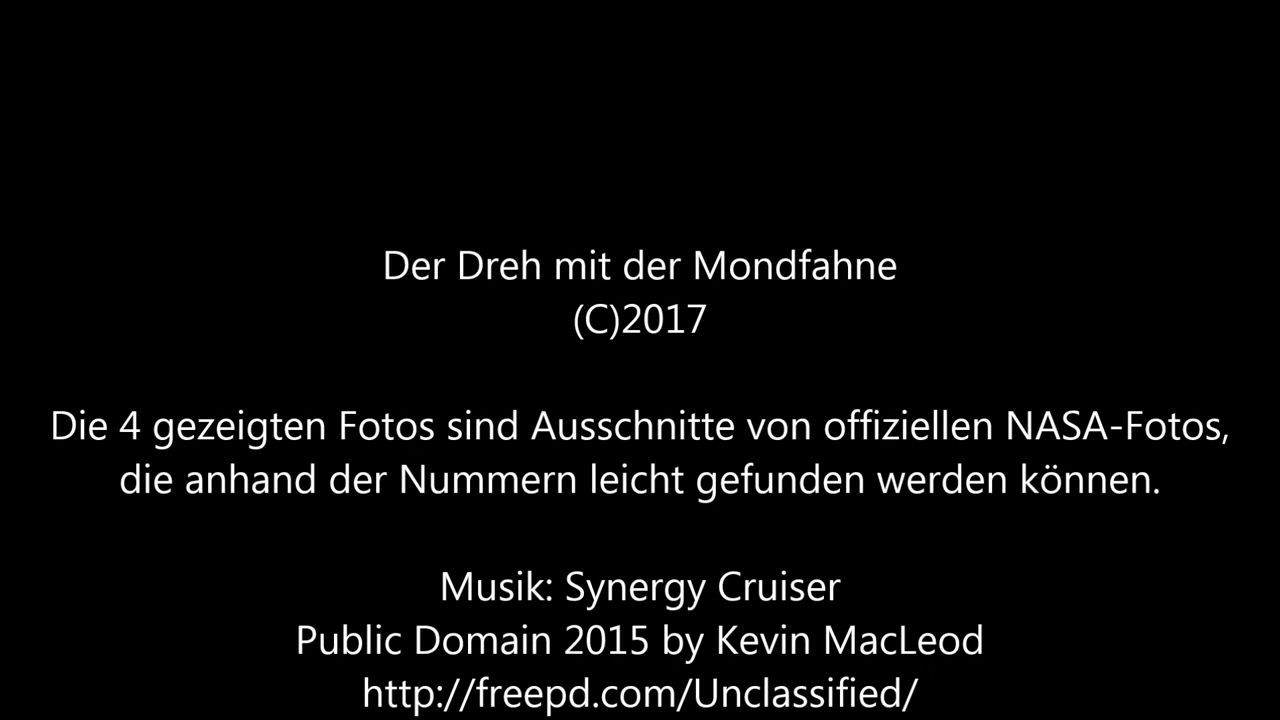 Der Dreh mit der Mondfahne
(C)2017
Die 4 gezeigten Fotos sind Ausschnitte von offiziellen NASA-Fotos,
die anhand der Nummern leicht gefunden werden können.
Musik: Synergy Cruiser
Public Domain 2015 by Kevin MacLeod
http://freepd.com/Unclassified/